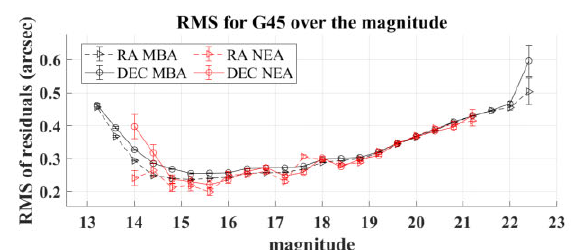 RMS for G45 over the magnitude
RMS of residuals (arcsec)
RA MBA
RA NEA
DEC MBA
DEC NEA
0.6
0.5
0.4
0.3
0.2
13 14 15 16 17 18 19 20 21 22 23
magnitude